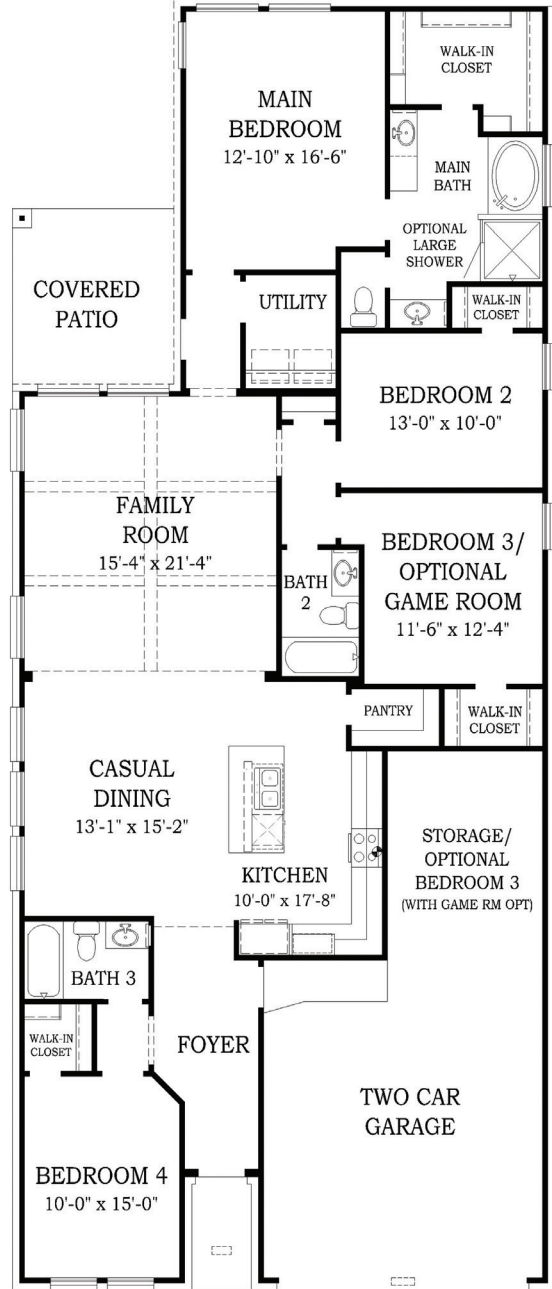 WALK-IN
CLOSET
MAIN
BEDROOM
12'-10" x 16'-6"
MAIN
BATH
OPTIONAL
LARGE
SHOWER
COVERED
PATIO
UTILITY
WALK-IN
CLOSET
BEDROOM 2
13'-0" x 10'-0"
FAMILY
ROOM
15'-4" x 21'-4"
BEDROOM 3/
OPTIONAL
GAME ROOM
11'-6" x 12'-4"
BATH
2
PANTRY
WALK-IN
CLOSET
CASUAL
DINING
13'-1" x 15'-2"
KITCHEN
10'-0" x 17'-8"
STORAGE/
OPTIONAL
BEDROOM 3
(WITH GAME RM OPT)
BATH 3
WALK-IN
CLOSET
FOYER
TWO CAR
GARAGE
BEDROOM 4
10'-0" x 15'-0"